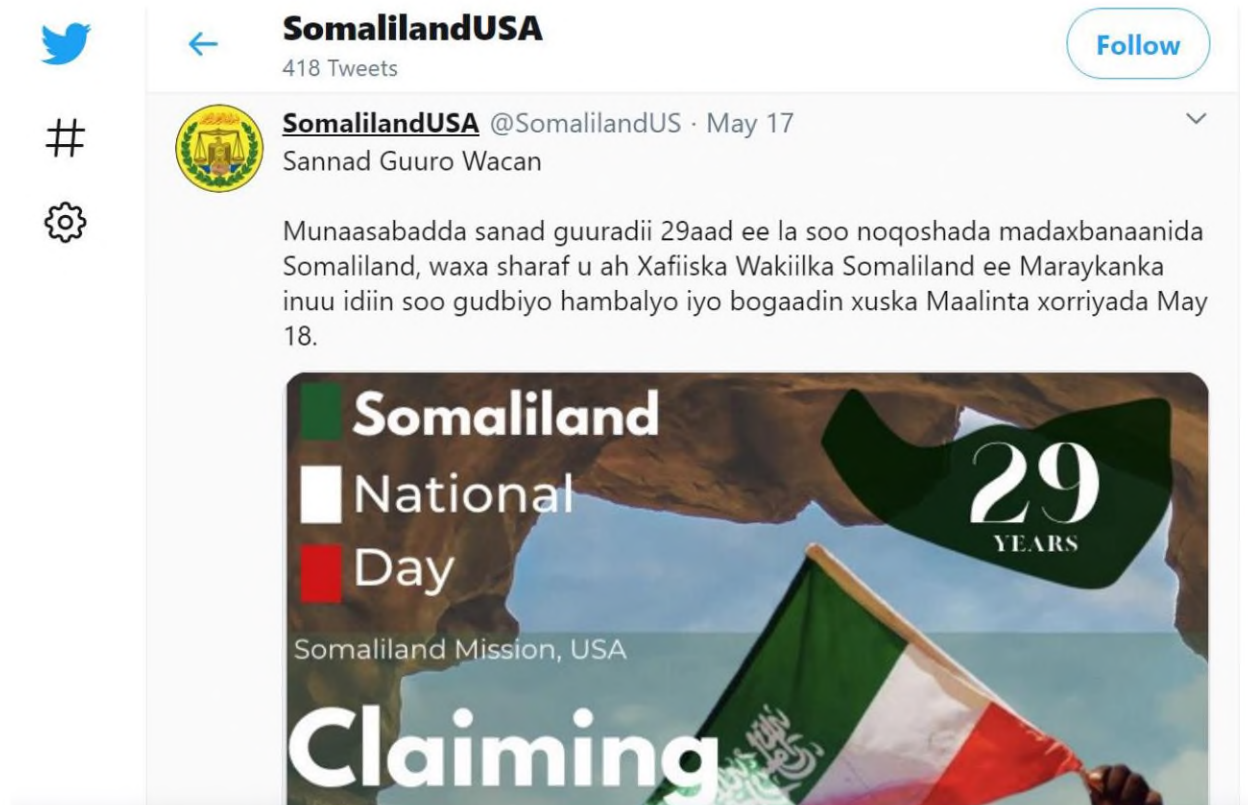 SomalilandUSA
418 Tweets
Follow
SomalilandUSA @SomalilandUS · May 17
Sannad Guuro Wacan
Munaasabadda sanad guuradii 29aad ee la soo noqoshada madaxbanaanida
Somaliland, waxa sharaf u ah Xafiiska Wakiilka Somaliland ee Maraykanka
inuu idiin soo gudbiyo hambalyo iyo bogaadin xuska Maalinta xorriyada May
18.
Somaliland
National
Day
29
YEARS
Somaliland Mission, USA
Claiming